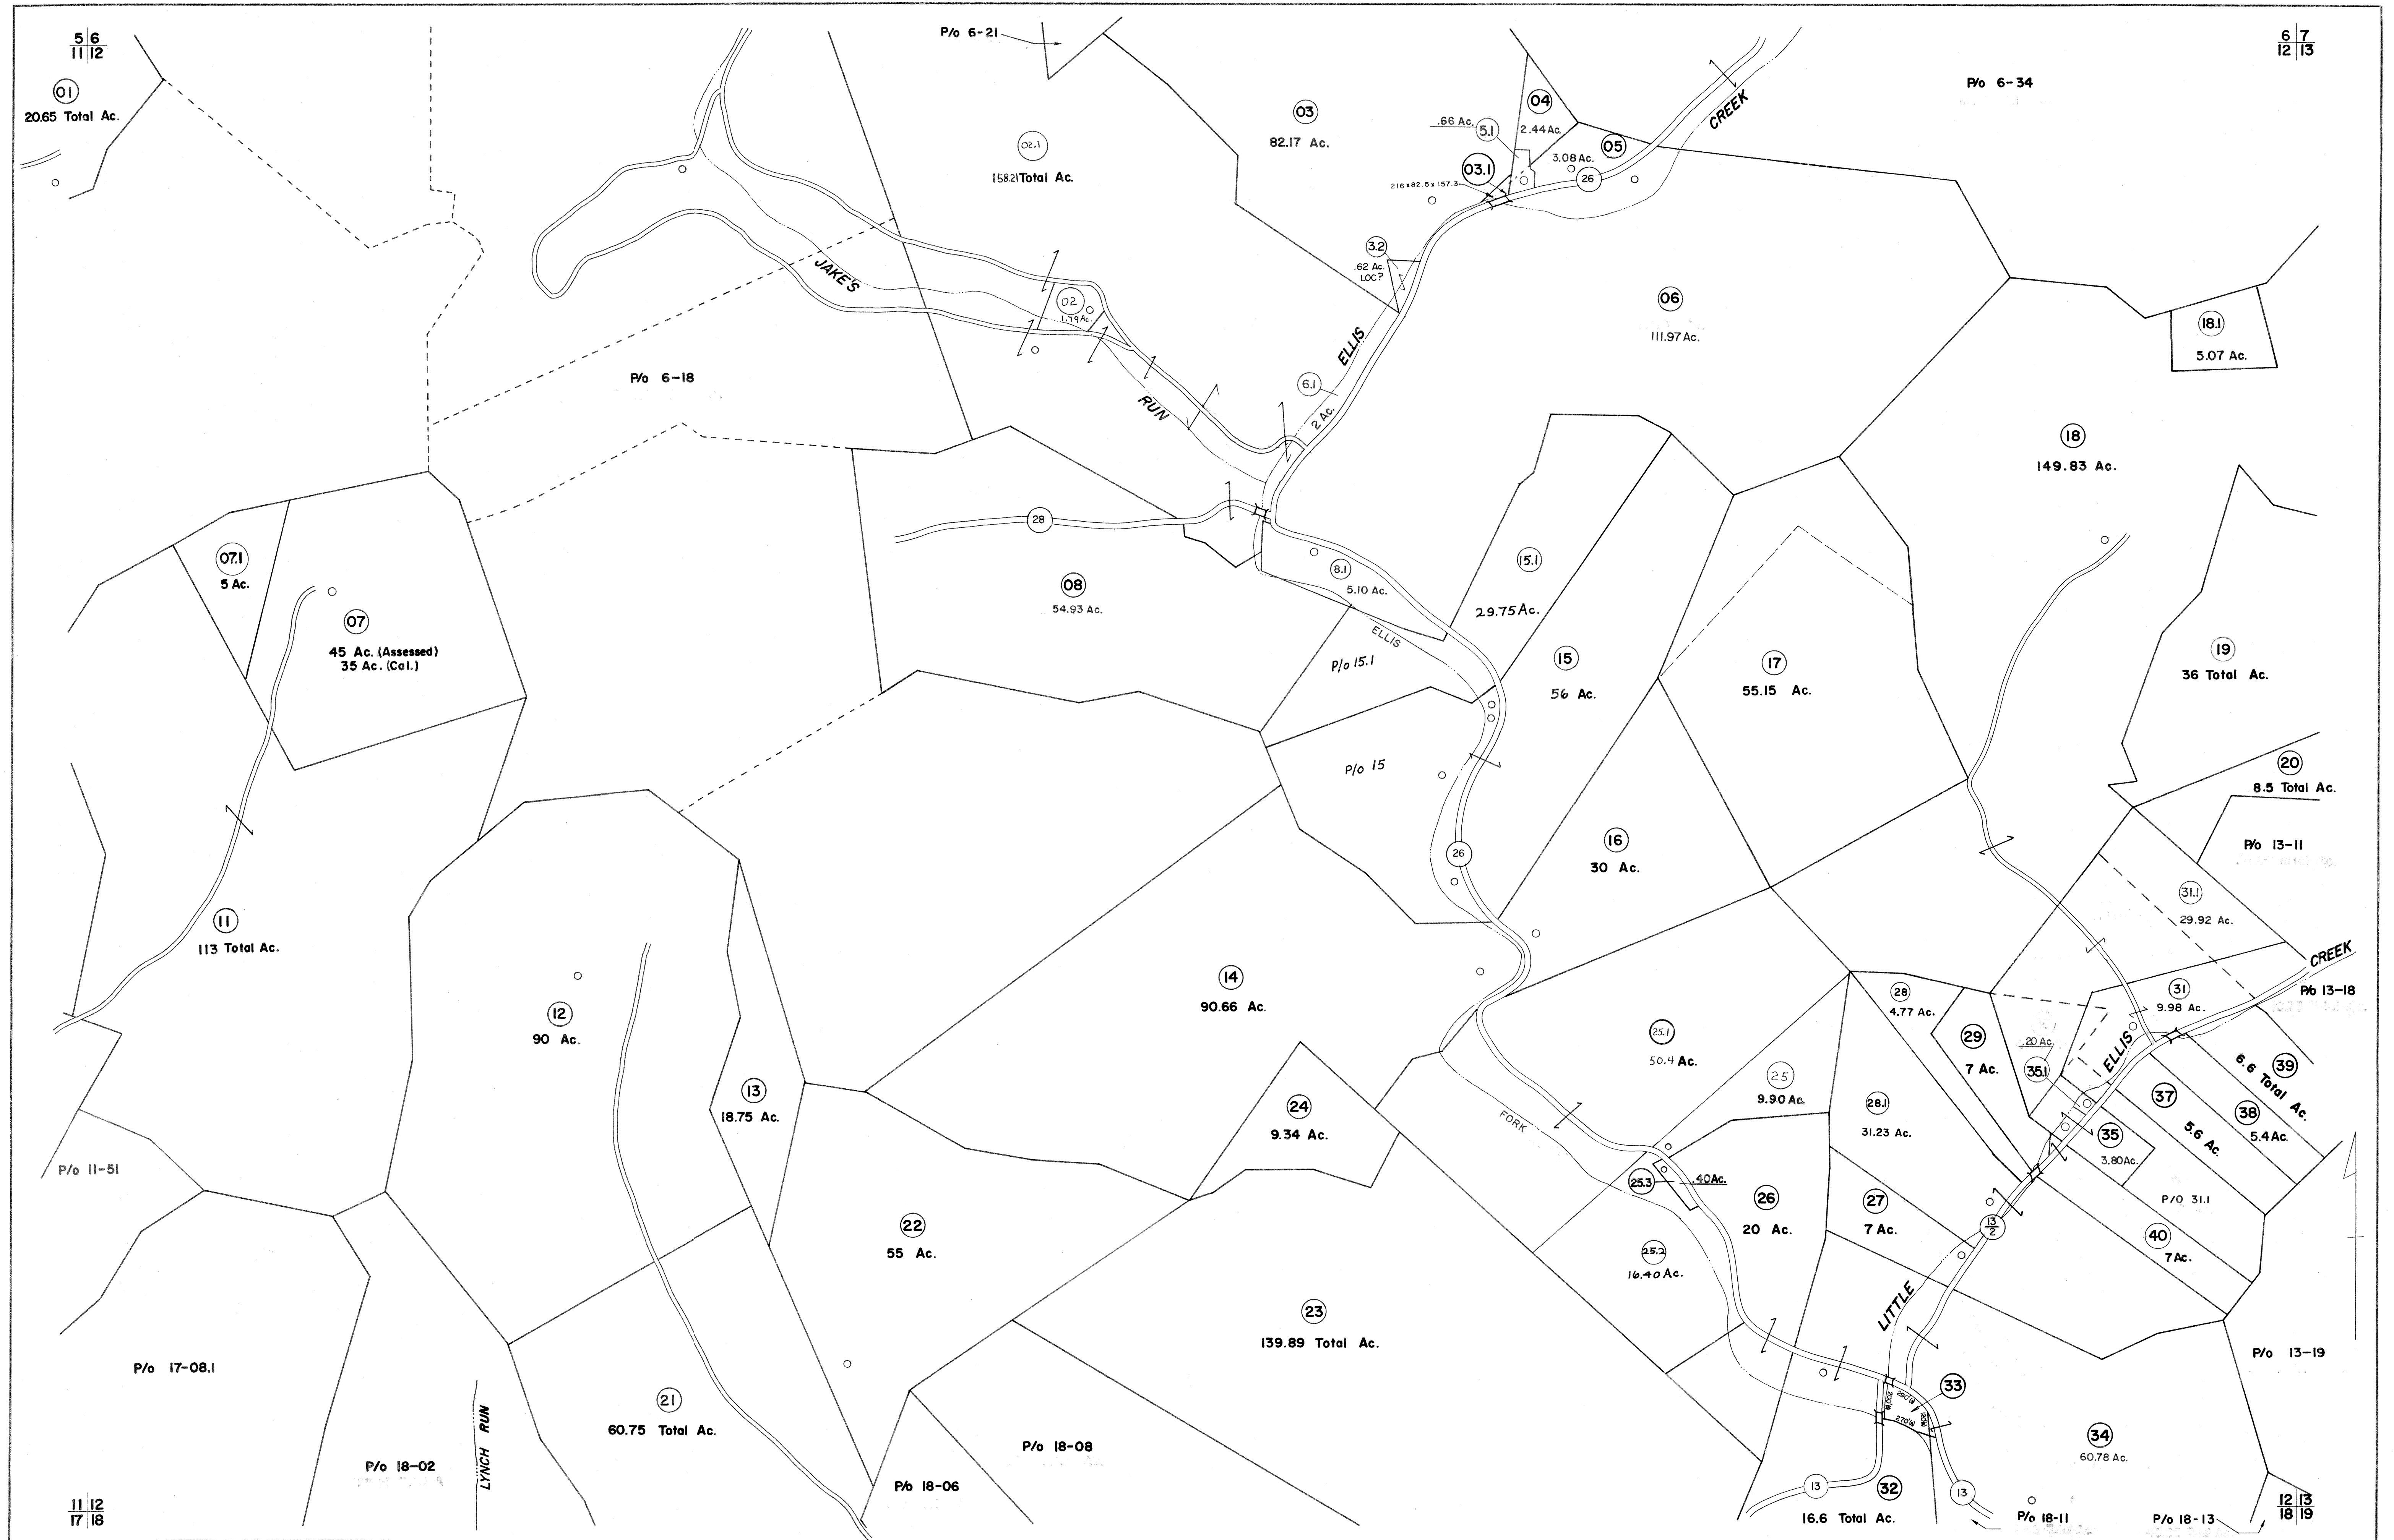 5 6
11 12
P/o 6-21
6 7
12 13
01
20.65 Total Ac.
P/o 6-34
03
82.17 Ac.
04
2.44 Ac.
.66 Ac.
5.1
05
3.08 Ac.
CREEK
02.1
158.21 Total Ac.
03.1
216 x 82.5 x 157.3
26
3.2
.62 Ac.
LOC?
JAKE'S
02
1.79 Ac.
06
111.97 Ac.
18.1
5.07 Ac.
ELLIS
P/o 6-18
6.1
2 Ac.
RUN
18
149.83 Ac.
28
07.1
5 Ac.
8.1
5.10 Ac.
15.1
29.75 Ac.
08
54.93 Ac.
07
45 Ac. (Assessed)
35 Ac. (Cal.)
ELLIS
P/o 15.1
15
56 Ac.
17
55.15 Ac.
19
36 Total Ac.
P/o 15
20
8.5 Total Ac.
26
16
30 Ac.
P/o 13-11
31.1
29.92 Ac.
11
113 Total Ac.
CREEK
14
90.66 Ac.
12
90 Ac.
28
4.77 Ac.
31
9.98 Ac.
P/o 13-18
25.1
50.4 Ac.
29
7 Ac.
.20 Ac.
35.1
ELLIS
39
6.6 Total Ac.
25
9.90 Ac.
13
18.75 Ac.
24
9.34 Ac.
FORK
28.1
31.23 Ac.
37
5.6 Ac.
38
5.4 Ac.
35
3.80 Ac.
P/o 11-51
25.3
.40 Ac.
26
20 Ac.
27
7 Ac.
P/O 31.1
22
55 Ac.
13
2
40
7 Ac.
25.2
16.40 Ac.
LITTLE
23
139.89 Total Ac.
P/o 17-08.1
P/o 13-19
33
290'(M)
200'(M)
270'(M)
120'(M)
21
60.75 Total Ac.
LYNCH RUN
P/o 18-08
34
60.78 Ac.
P/o 18-02
P/o 18-06
13
32
16.6 Total Ac.
13
11 12
17 18
P/o 18-11
P/o 18-13
12 13
18 19